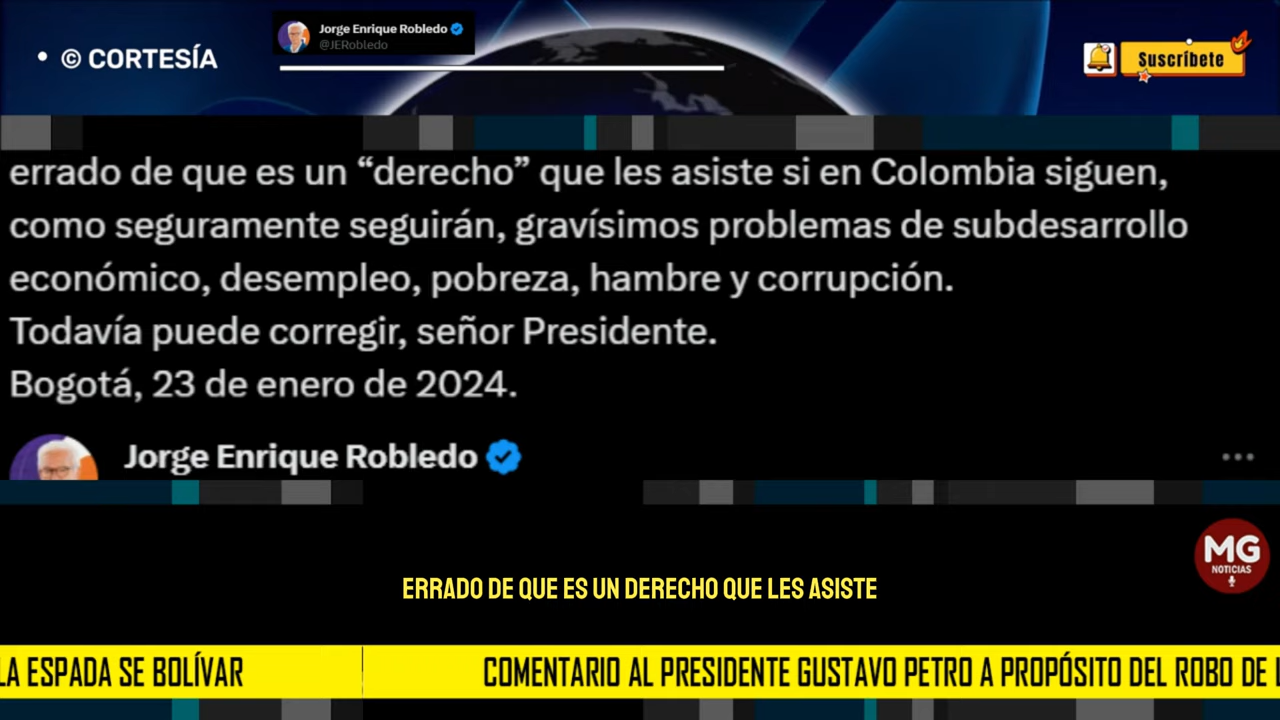 Jorge Enrique Robledo
@JERobledo
• © CORTESÍA
Suscríbete
errado de que es un “derecho” que les asiste si en Colombia siguen,
como seguramente seguirán, gravísimos problemas de subdesarrollo
económico, desempleo, pobreza, hambre y corrupción.
Todavía puede corregir, señor Presidente.
Bogotá, 23 de enero de 2024.
Jorge Enrique Robledo
MG
NOTICIAS
ERRADO DE QUE ES UN DERECHO QUE LES ASISTE
LA ESPADA SE BOLÍVAR
COMENTARIO AL PRESIDENTE GUSTAVO PETRO A PROPÓSITO DEL ROBO DE